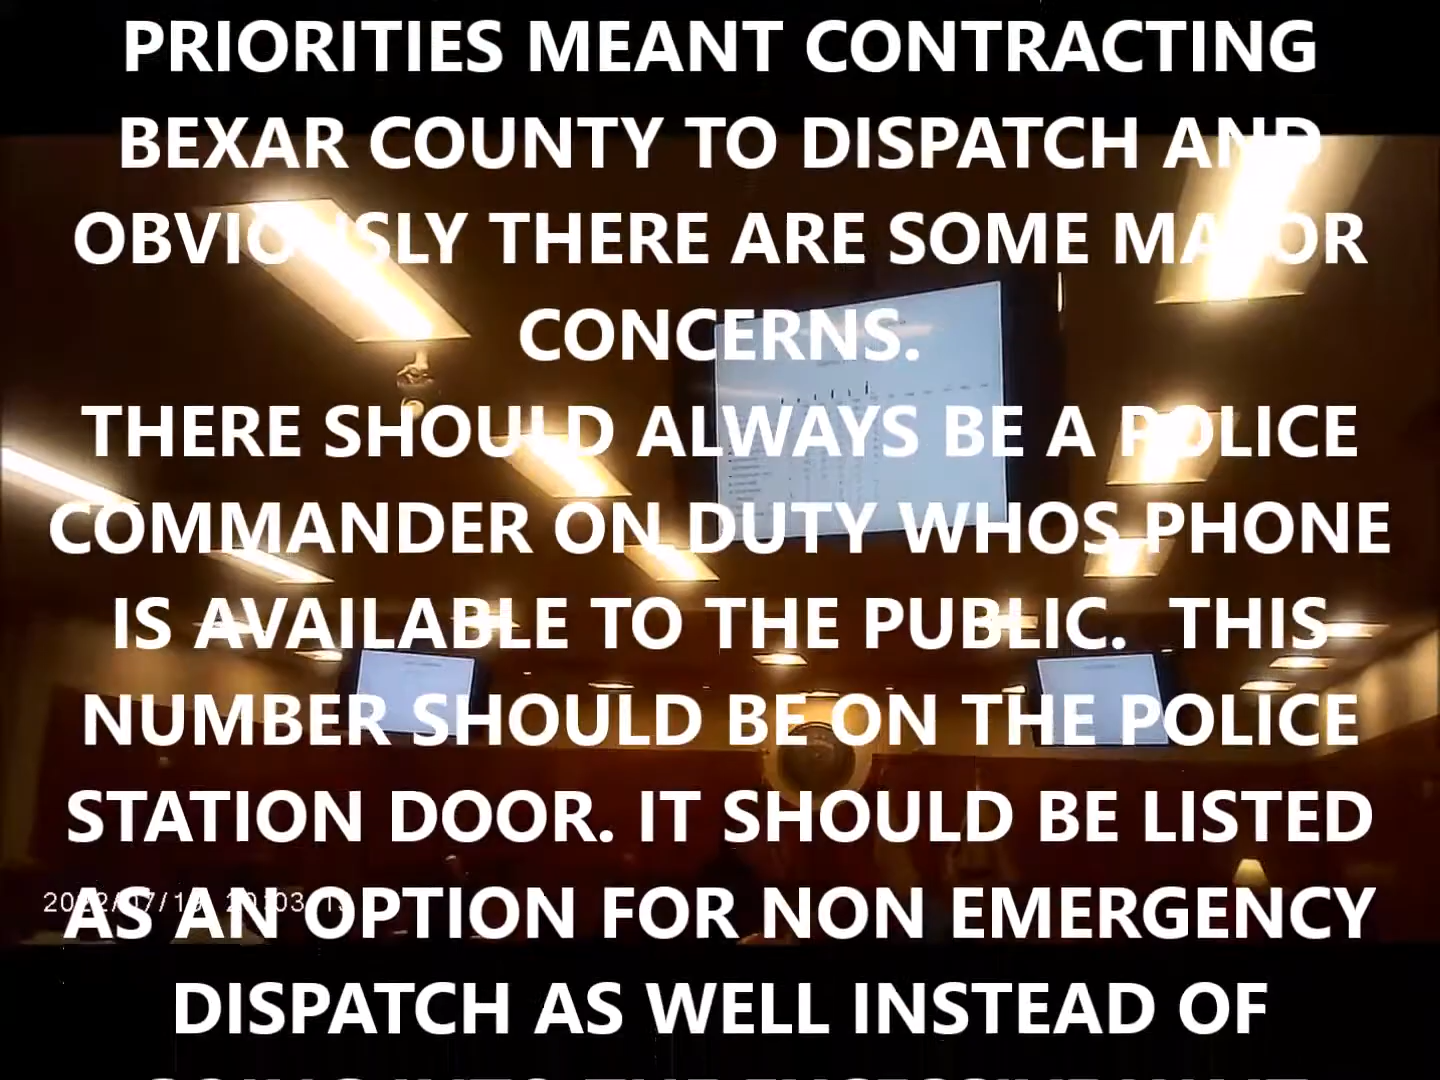 PRIORITIES MEANT CONTRACTING
BEXAR COUNTY TO DISPATCH AND
OBVIOUSLY THERE ARE SOME MAJOR
CONCERNS.
THERE SHOULD ALWAYS BE A POLICE
COMMANDER ON DUTY WHOS PHONE
IS AVAILABLE TO THE PUBLIC.  THIS
NUMBER SHOULD BE ON THE POLICE
STATION DOOR. IT SHOULD BE LISTED
AS AN OPTION FOR NON EMERGENCY
DISPATCH AS WELL INSTEAD OF